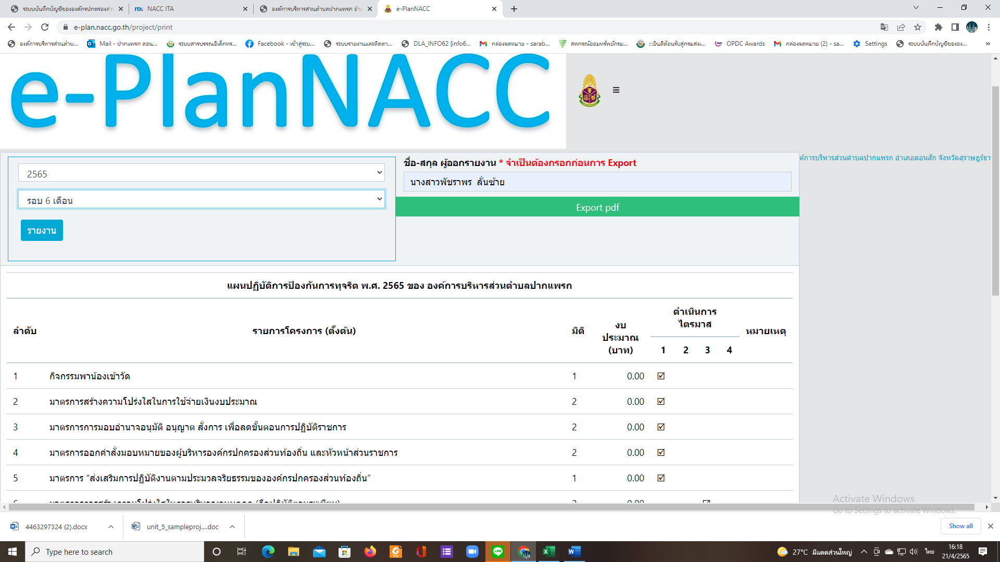 ระบบบันทึกบัญชีขององค์กรปกครองส่ว
NACC ITA
องค์การบริหารส่วนตำบลปากแพรก อำเ
e-PlanNACC
e-plan.nacc.go.th/project/print
องค์การบริหารส่วนตำบ...
Mail - ปากแพรก ดอน...
ระบบสารบรรณอิเล็กทร...
Facebook - เข้าสู่ระบ...
ระบบรายงานและติดตา...
DLA_INFO62 [info6...
กล่องจดหมาย - sarab...
สหกรณ์ออมทรัพย์กรม...
:::ยินดีต้อนรับสู่กรมส่งเ...
OPDC Awards
กล่องจดหมาย (2) - sa...
Settings
ระบบบันทึกบัญชีขององ...
»
e-PlanNACC
ค์การบริหารส่วนตำบลปากแพรก อำเภอดอนสัก จังหวัดสุราษฎร์ธา
2565
รอบ 6 เดือน
รายงาน
ชื่อ-สกุล ผู้ออกรายงาน * จำเป็นต้องกรอกก่อนการ Export
นางสาวพัชราพร ลั่นซ้าย
Export pdf
แผนปฏิบัติการป้องกันการทุจริต พ.ศ. 2565 ของ องค์การบริหารส่วนตำบลปากแพรก
ลำดับ รายการโครงการ (ตั้งต้น) มิติ งบประมาณ (บาท) ดำเนินการไตรมาส หมายเหตุ
1 2 3 4
1 กิจกรรมพาน้องเข้าวัด 1 0.00 ☑
2 มาตรการสร้างความโปร่งใสในการใช้จ่ายเงินงบประมาณ 2 0.00 ☑
3 มาตรการการมอบอำนาจอนุมัติ อนุญาต สั่งการ เพื่อลดขั้นตอนการปฏิบัติราชการ 2 0.00 ☑
4 มาตรการออกคำสั่งมอบหมายของผู้บริหารองค์กรปกครองส่วนท้องถิ่น และหัวหน้าส่วนราชการ 2 0.00 ☑
5 มาตรการ “ส่งเสริมการปฏิบัติงานตามประมวลจริยธรรมขององค์กรปกครองส่วนท้องถิ่น” 1 0.00 ☑
Activate Windows
Go to Settings to activate Windows.
4463297324 (2).docx
unit_5_sampleproj....doc
Show all
Type here to search
27°C มีแดดส่วนใหญ่
ไทย
16:18
21/4/2565